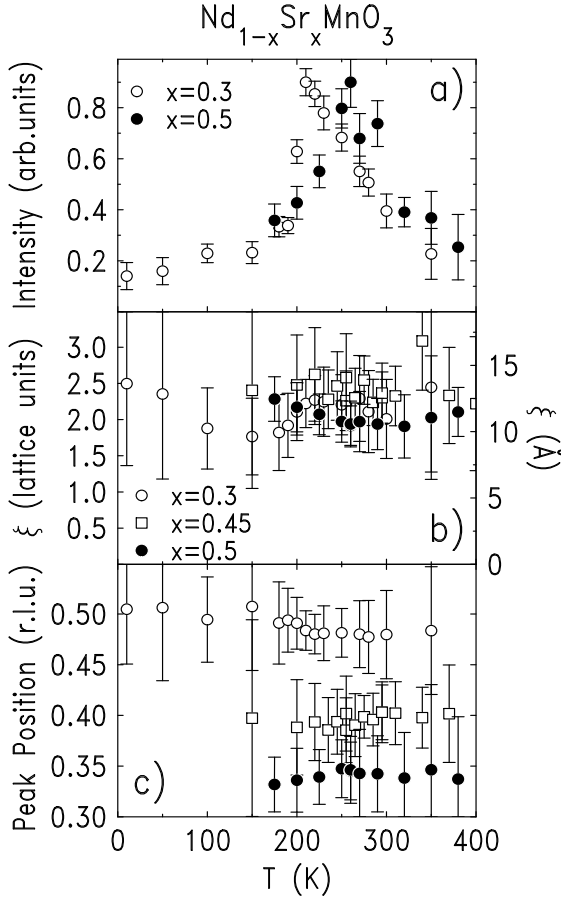 Nd1−xSrxMnO3
Intensity (arb.units)
0.8
0.6
0.4
0.2
x=0.3
x=0.5
a)
ξ (lattice units)
3.0
2.5
2.0
1.5
1.0
0.5
x=0.3
x=0.45
x=0.5
b)
15
10
5
0
ξ (Å)
Peak Position (r.l.u.)
0.50
0.45
0.40
0.35
0.30
c)
0 100 200 300 400
T (K)